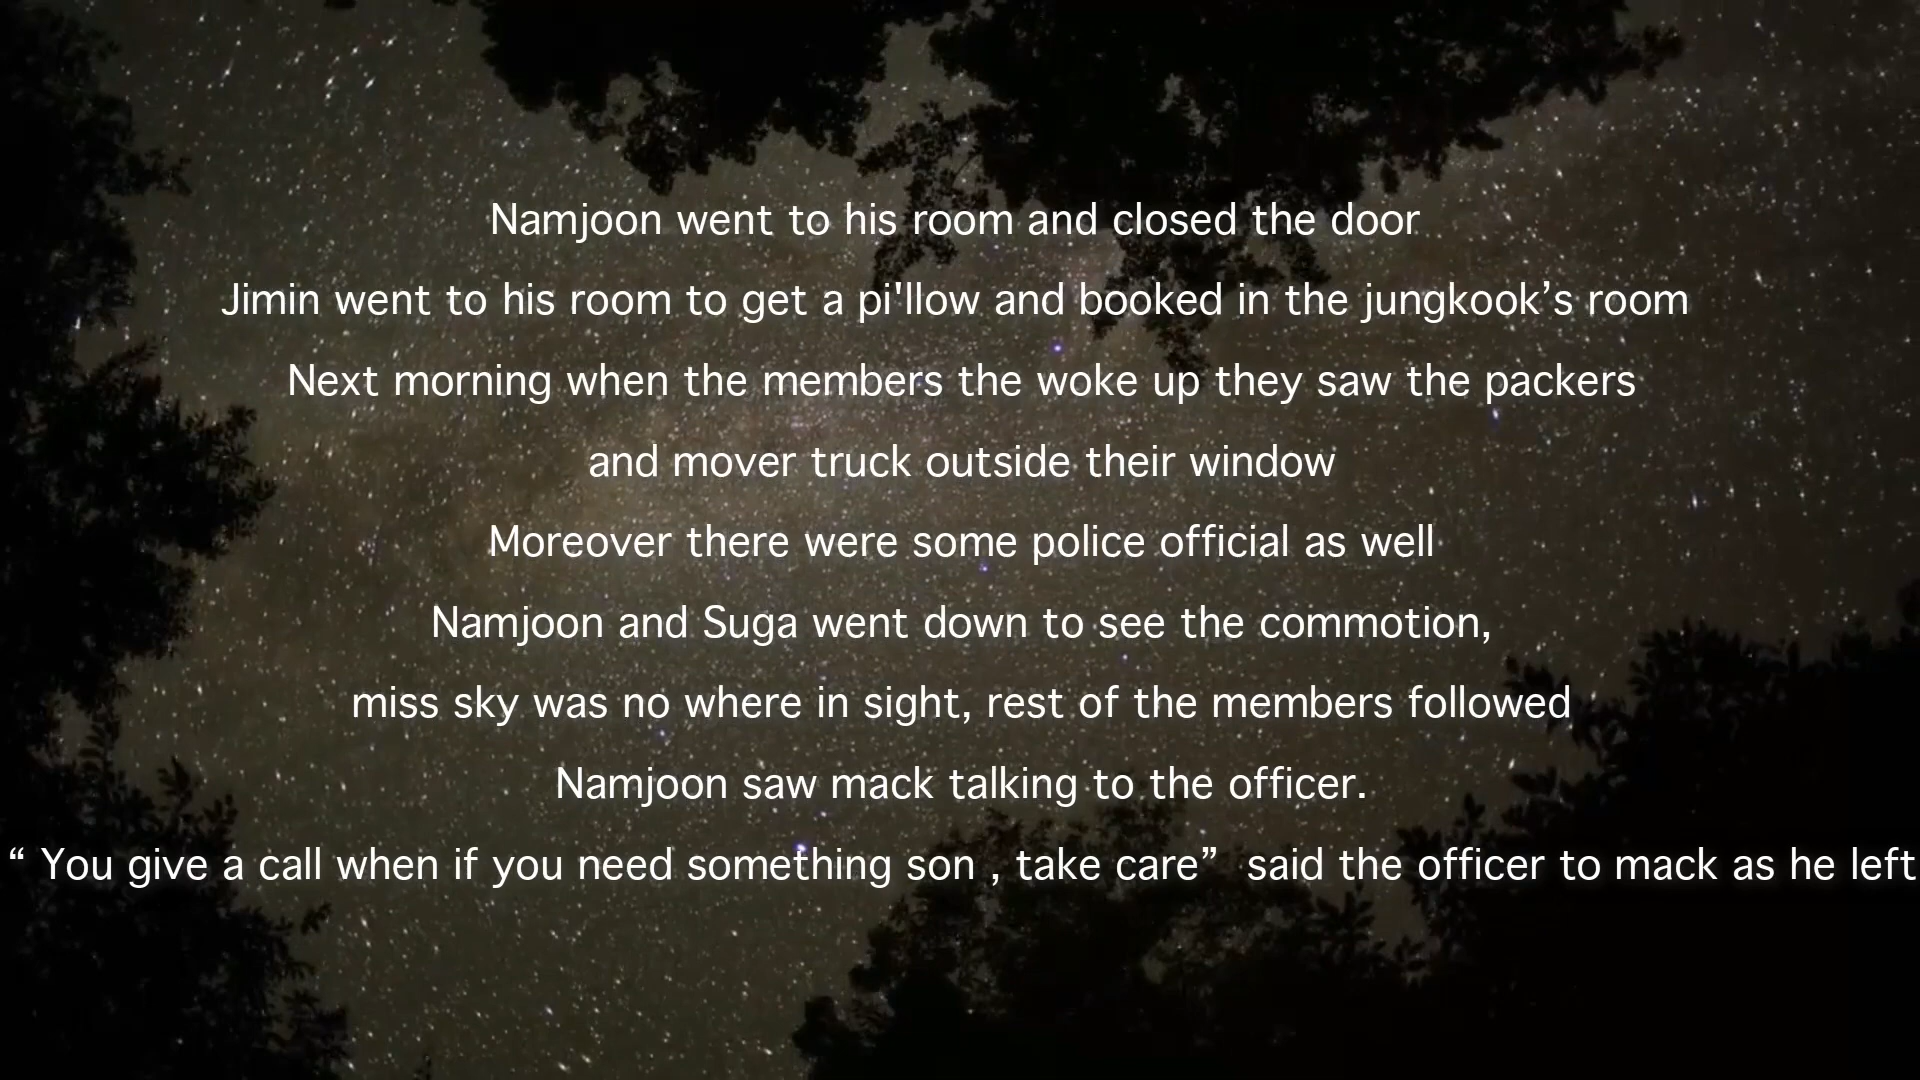 Namjoon went to his room and closed the door
Jimin went to his room to get a pi'llow and booked in the jungkook’s room
Next morning when the members the woke up they saw the packers
and mover truck outside their window
Moreover there were some police official as well
Namjoon and Suga went down to see the commotion,
miss sky was no where in sight, rest of the members followed
Namjoon saw mack talking to the officer.
“ You give a call when if you need something son , take care”  said the officer to mack as he left